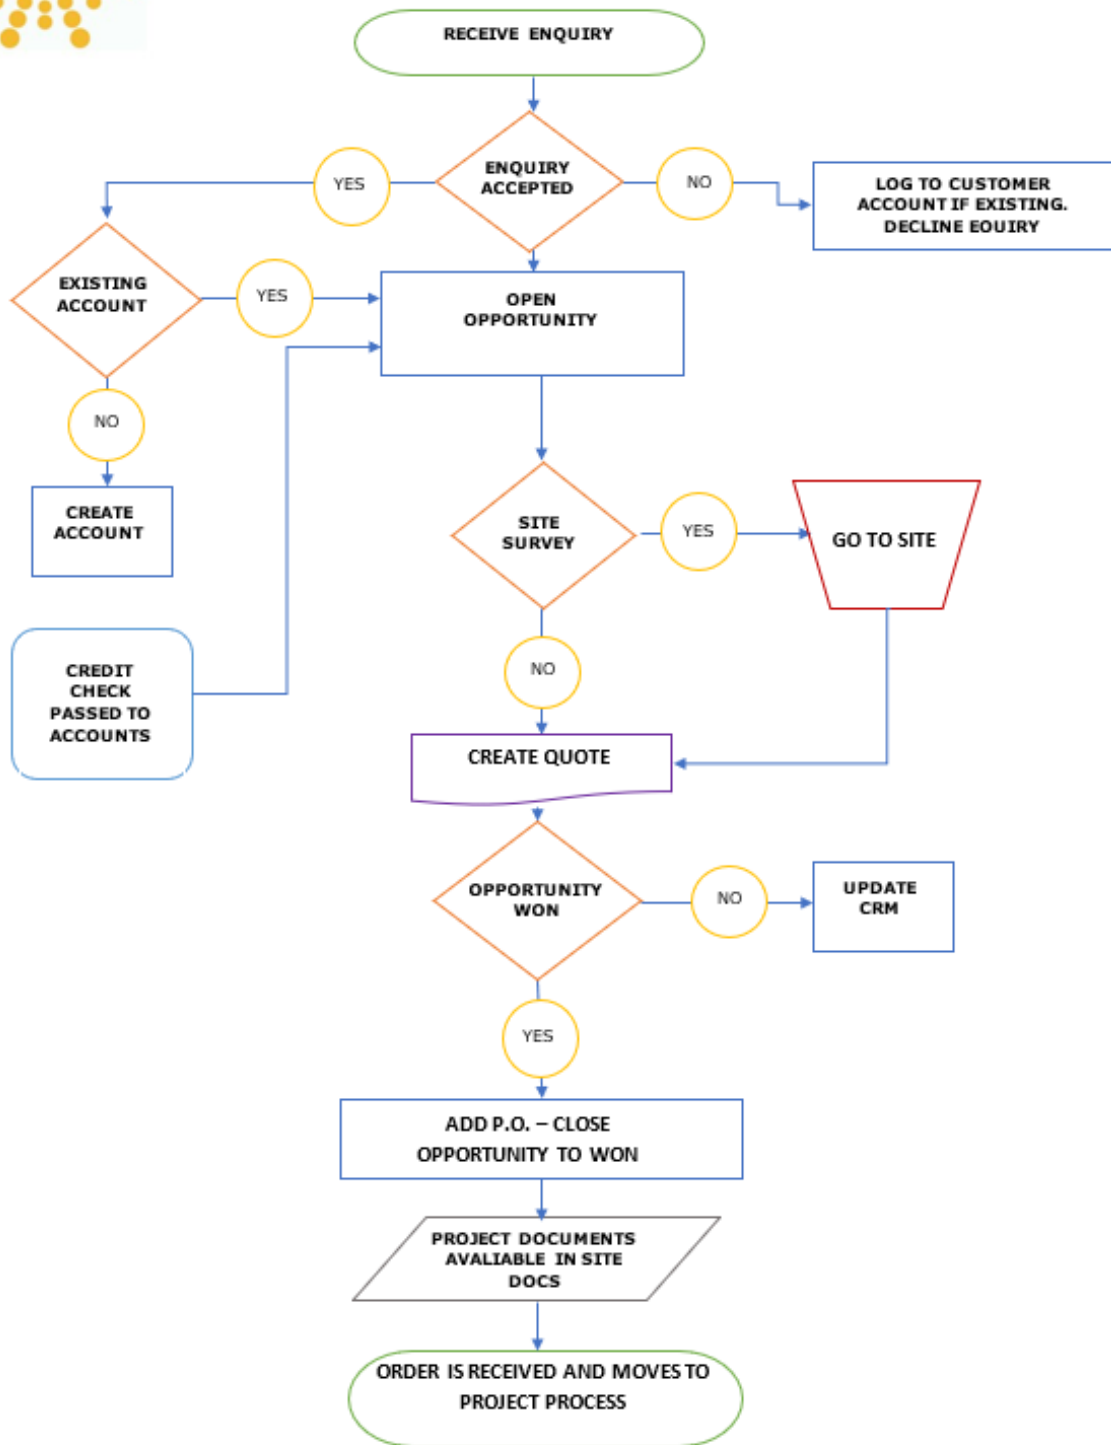 RECEIVE ENQUIRY
ENQUIRY
ACCEPTED
YES
NO
LOG TO CUSTOMER
ACCOUNT IF EXISTING.
DECLINE EQUIRY
EXISTING
ACCOUNT
YES
OPEN
OPPORTUNITY
NO
CREATE
ACCOUNT
SITE
SURVEY
YES
GO TO SITE
CREDIT
CHECK
PASSED TO
ACCOUNTS
NO
CREATE QUOTE
OPPORTUNITY
WON
NO
UPDATE
CRM
YES
ADD P.O. – CLOSE
OPPORTUNITY TO WON
PROJECT DOCUMENTS
AVALIABLE IN SITE
DOCS
ORDER IS RECEIVED AND MOVES TO
PROJECT PROCESS